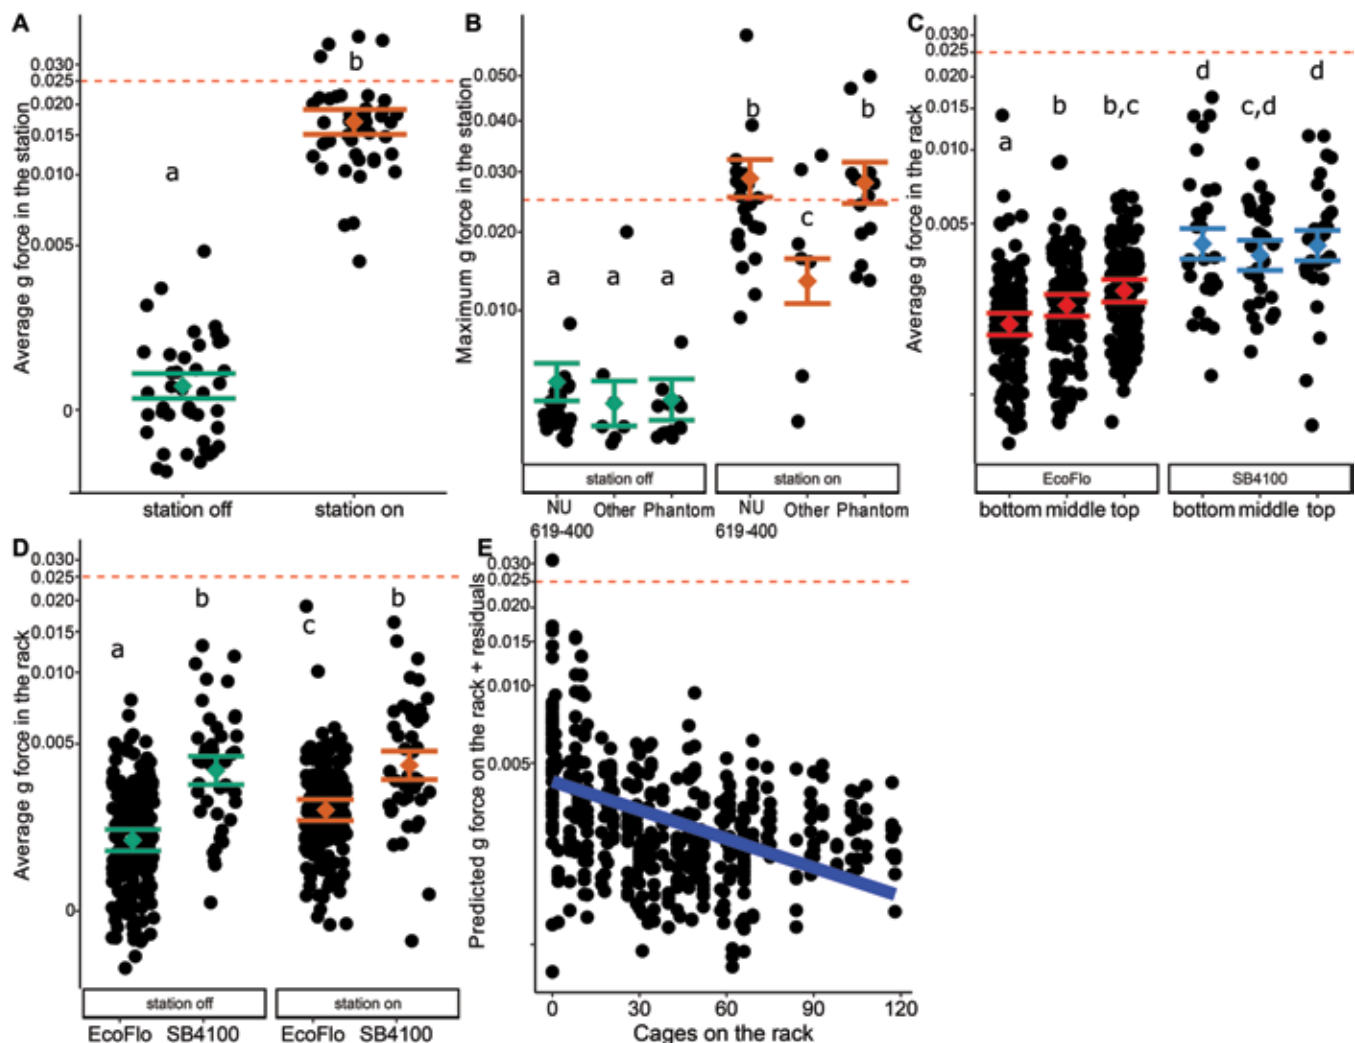 A
Average g force in the station
0.030
0.025
0.020
0.015
0.010
0.005
0
a
b
station off
station on
B
Maximum g force in the station
0.050
0.040
0.030
0.020
0.010
a
a
a
b
c
b
station off
station on
NU
619-400
Other
Phantom
NU
619-400
Other
Phantom
C
Average g force in the rack
0.030
0.025
0.020
0.015
0.010
0.005
a
b
b,c
d
c,d
d
EcoFlo
SB4100
bottom middle top
bottom middle top
D
Average g force in the rack
0.030
0.025
0.020
0.015
0.010
0.005
0
a
b
c
b
station off
station on
EcoFlo SB4100
EcoFlo SB4100
E
Predicted g force on the rack + residuals
0.030
0.025
0.020
0.015
0.010
0.005
0
30
60
90
120
Cages on the rack